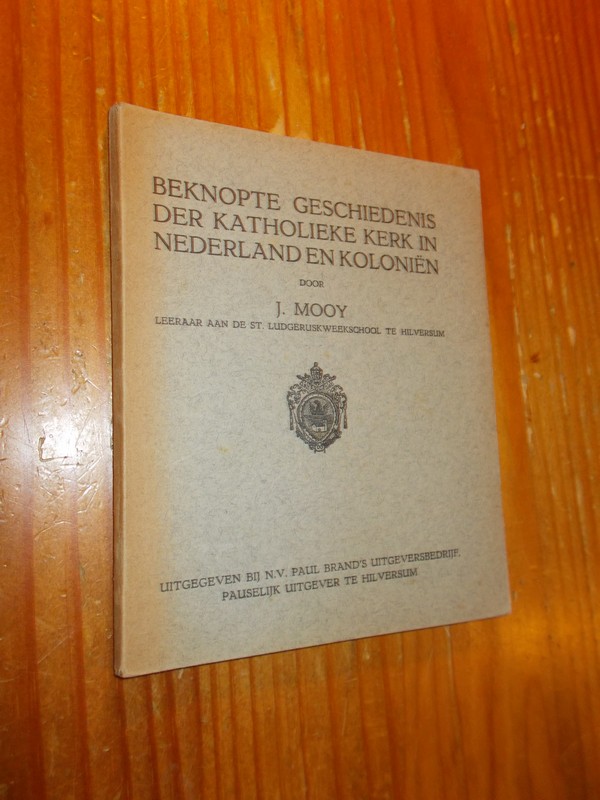 BEKNOPTE GESCHIEDENIS
DER KATHOLIEKE KERK IN
NEDERLAND EN KOLONIËN
DOOR
J. MOOY
LEERAAR AAN DE ST. LUDGERUSKWEEKSCHOOL TE HILVERSUM
UITGEGEVEN BIJ N.V. PAUL BRAND'S UITGEVERSBEDRIJF,
PAUSELIJK UITGEVER TE HILVERSUM